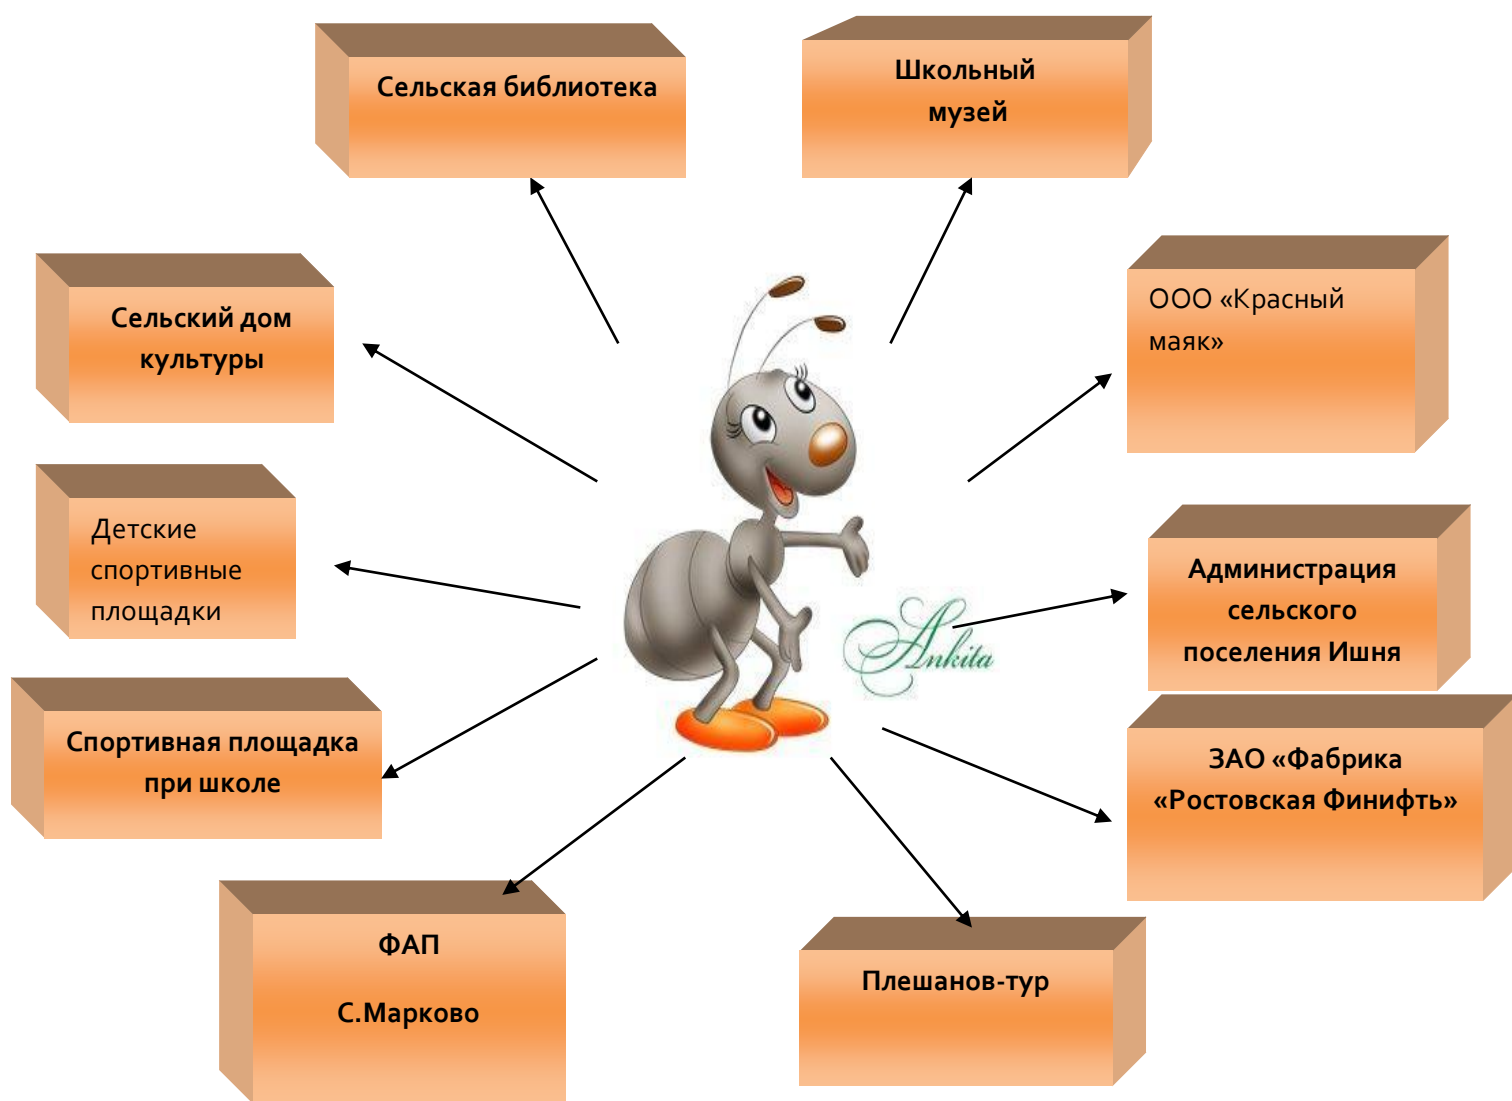 Сельская библиотека
Школьный
музей
Сельский дом
культуры
ООО «Красный
маяк»
Детские
спортивные
площадки
Администрация
сельского
поселения Ишня
Ankita
Спортивная площадка
при школе
ЗАО «Фабрика
«Ростовская Финифть»
ФАП
С.Марково
Плешанов-тур